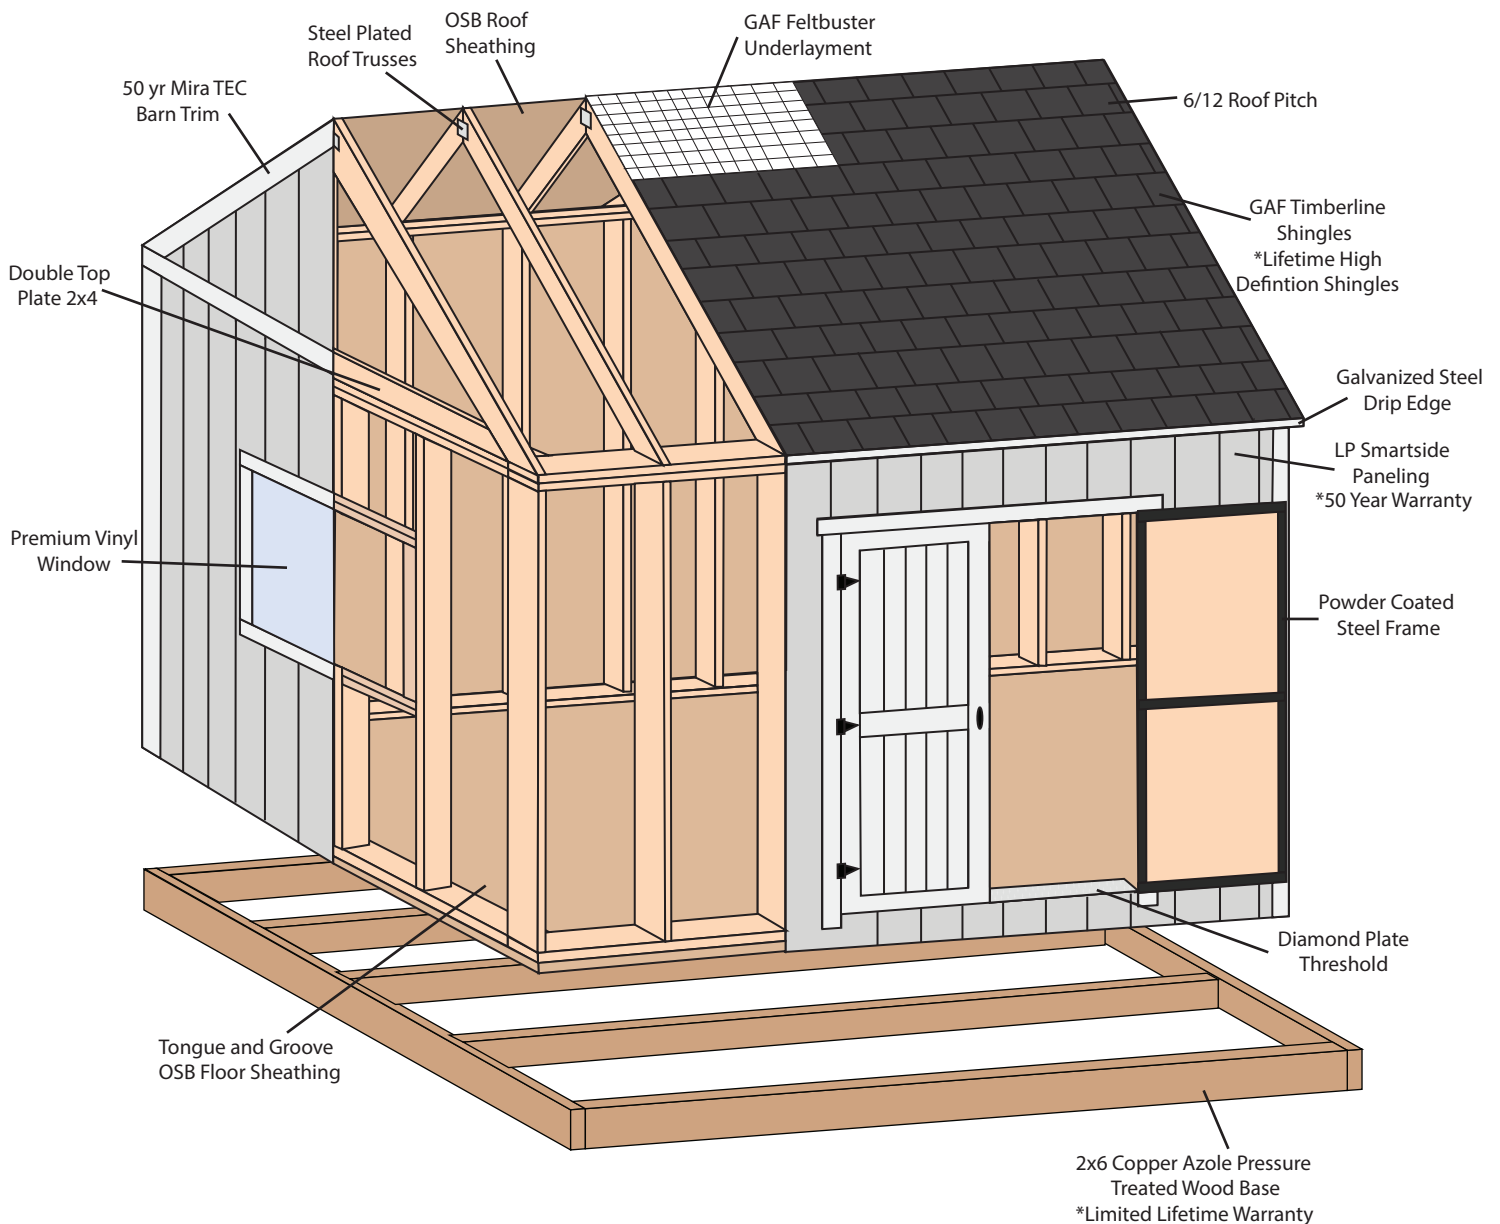 OSB Roof
Sheathing
GAF Feltbuster
Underlayment
Steel Plated
Roof Trusses
50 yr Mira TEC
Barn Trim
6/12 Roof Pitch
GAF Timberline
Shingles
*Lifetime High
Defintion Shingles
Double Top
Plate 2x4
Galvanized Steel
Drip Edge
LP Smartside
Paneling
*50 Year Warranty
Premium Vinyl
Window
Powder Coated
Steel Frame
Diamond Plate
Threshold
Tongue and Groove
OSB Floor Sheathing
2x6 Copper Azole Pressure
Treated Wood Base
*Limited Lifetime Warranty